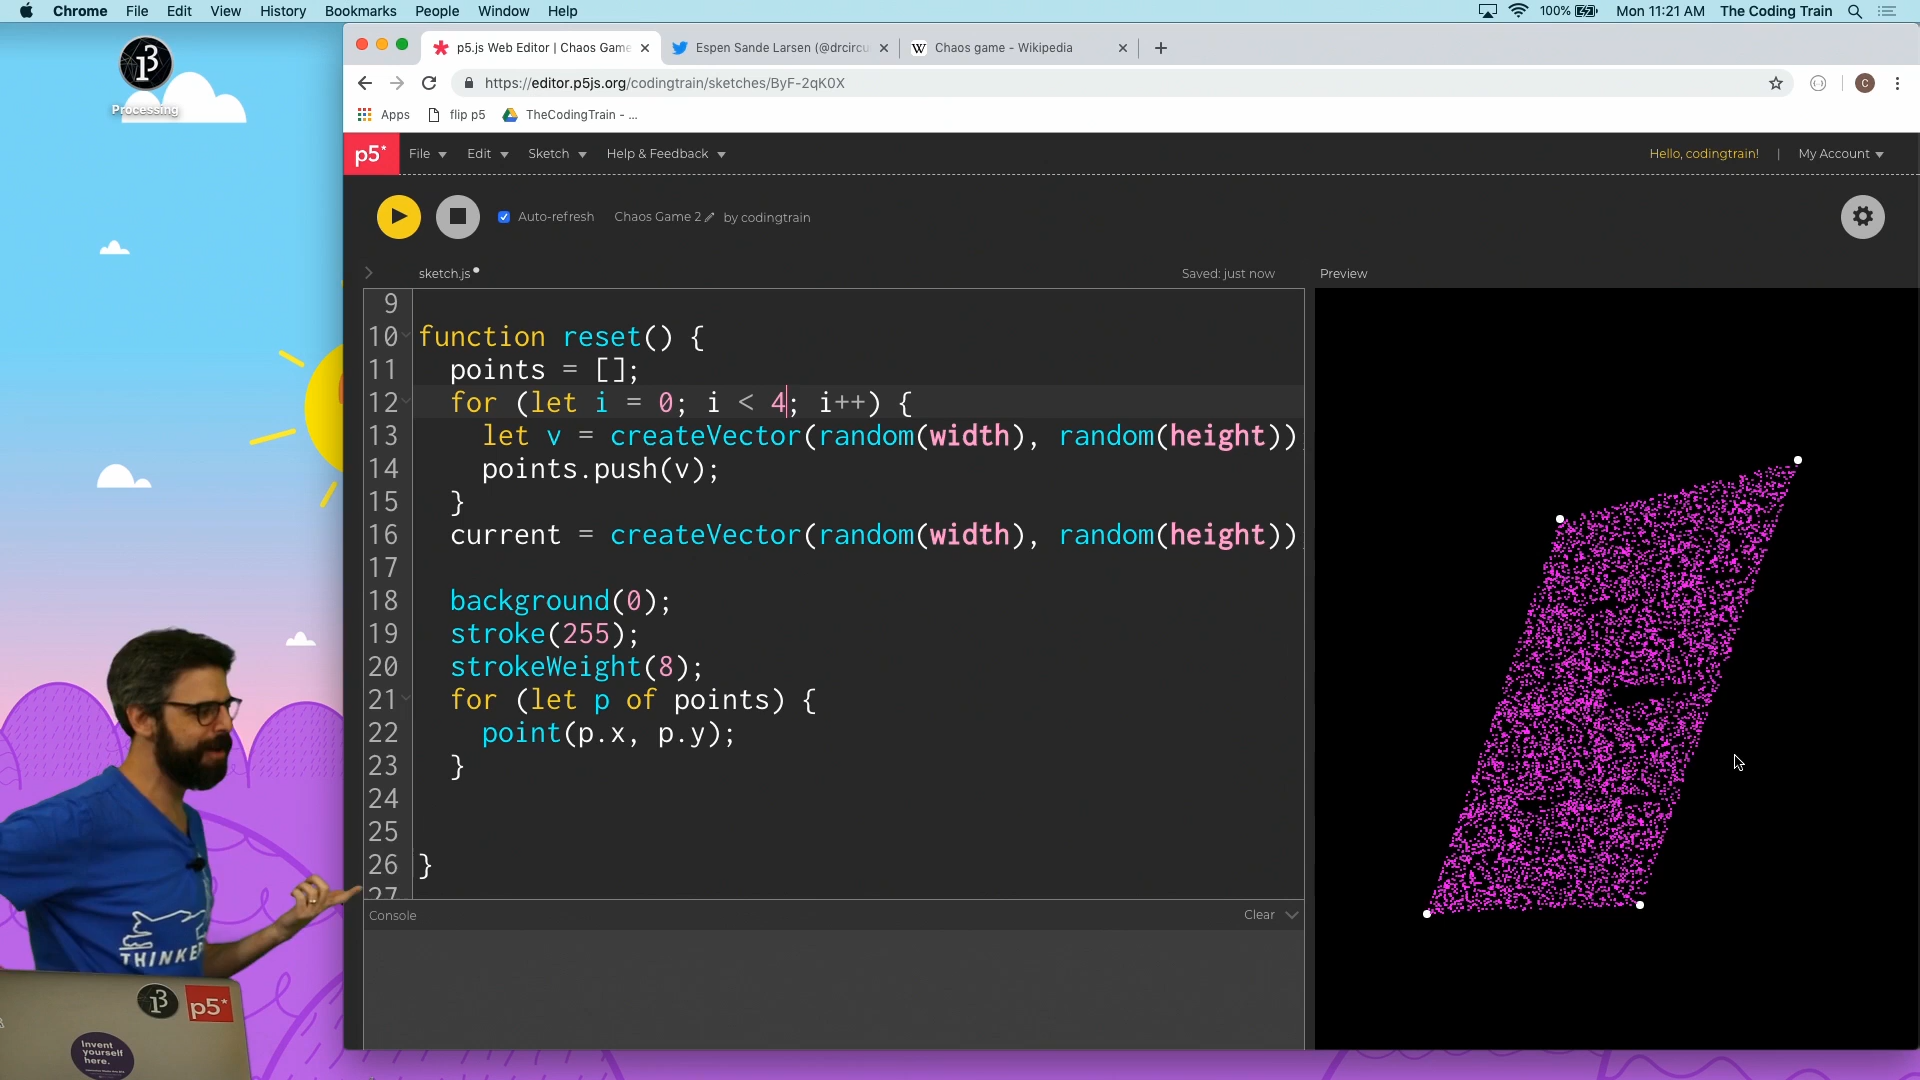 Chrome File Edit View History Bookmarks People Window Help
100% Mon 11:21 AM The Coding Train
Processing
p5.js Web Editor | Chaos Game
Espen Sande Larsen (@drcircu
W Chaos game - Wikipedia
https://editor.p5js.org/codingtrain/sketches/ByF-2qK0X
C
Apps flip p5 TheCodingTrain - ...
p5* File Edit Sketch Help & Feedback
Hello, codingtrain! | My Account
Auto-refresh Chaos Game 2 by codingtrain
sketch.js
Saved: just now
Preview
9
10 function reset() {
11 points = [];
12 for (let i = 0; i < 4; i++) {
13 let v = createVector(random(width), random(height))
14 points.push(v);
15 }
16 current = createVector(random(width), random(height))
17
18 background(0);
19 stroke(255);
20 strokeWeight(8);
21 for (let p of points) {
22 point(p.x, p.y);
23 }
24
25
26 }
27
Console Clear
THINKER
p5*
Invent
yourself
here.